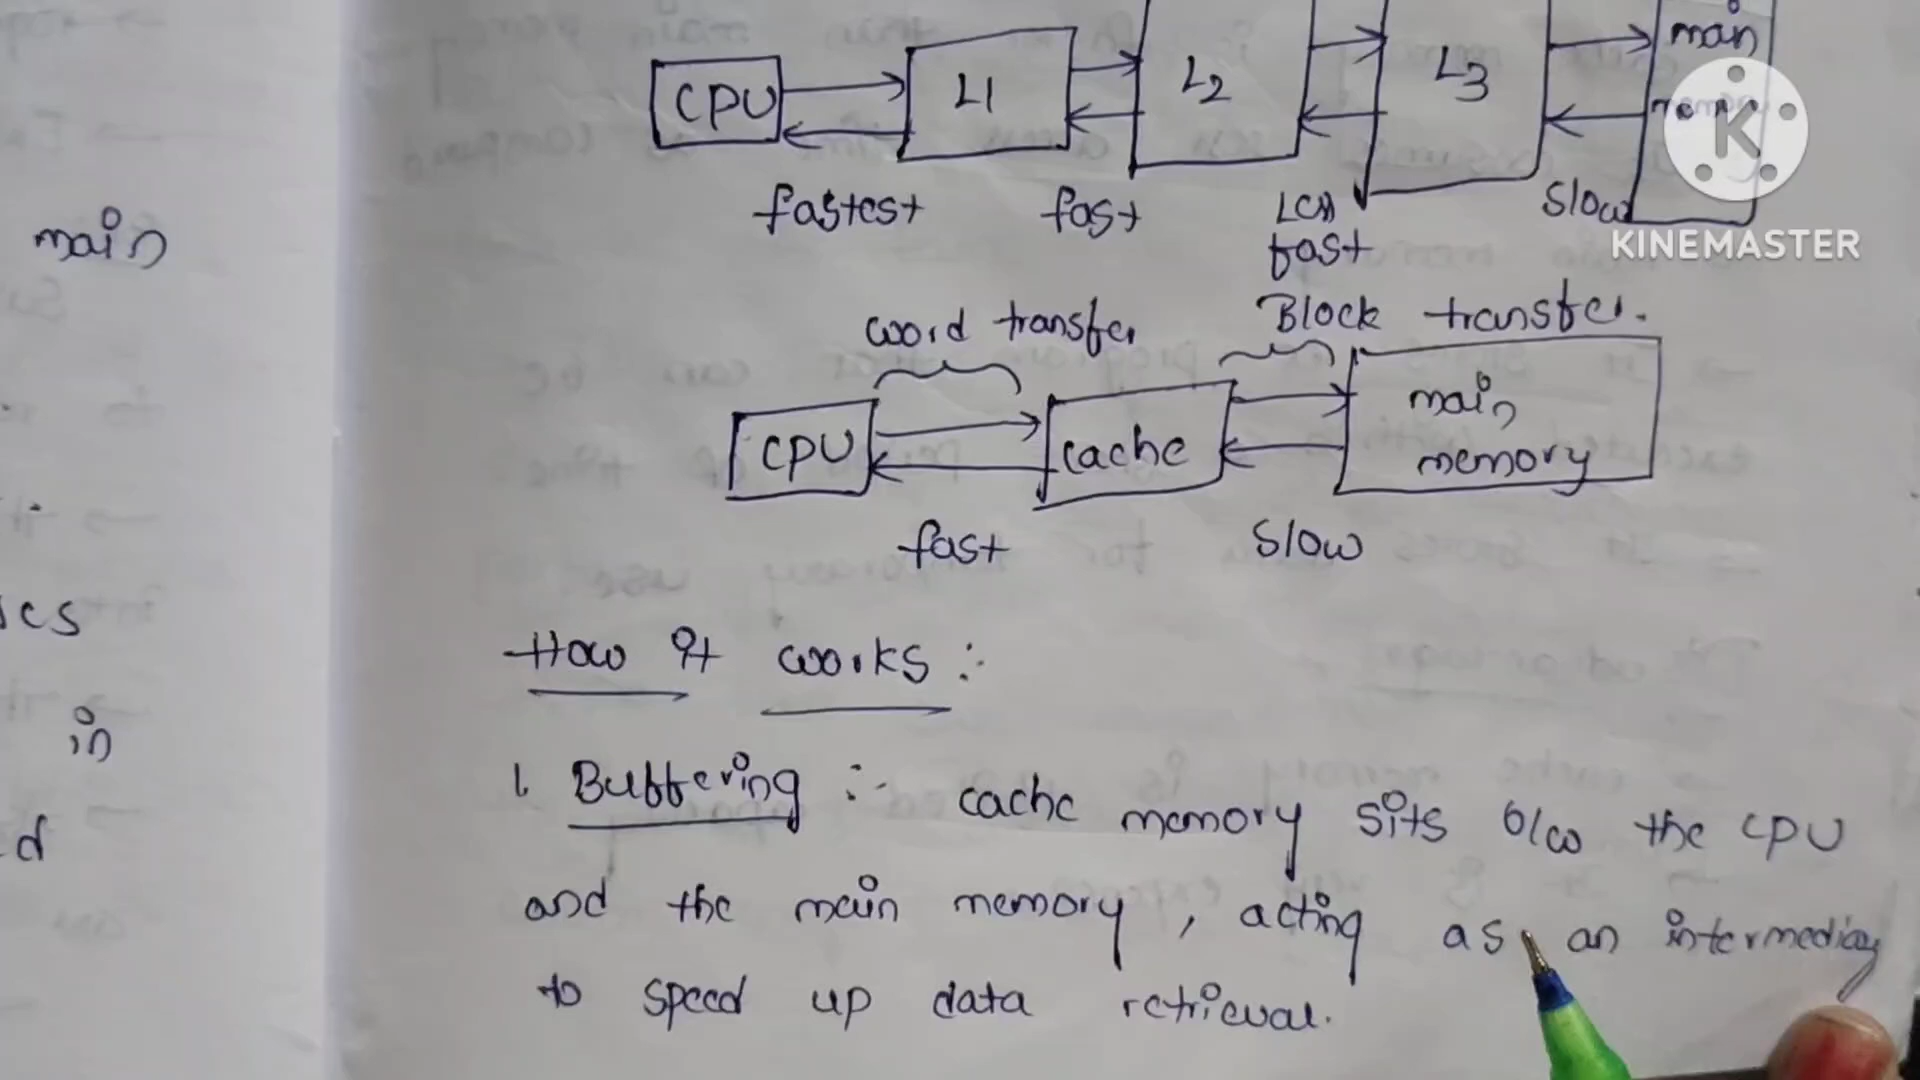 main
CPU L1 L2 L3
fastest fast Less fast Slow
KINEMASTER
main
word transfer Block transfer.
CPU cache main memory
fast Slow
How it works :-
in
1. Buffering :- cache memory sits b/w the CPU
and the main memory, acting as an intermediary
to speed up data retrieval.